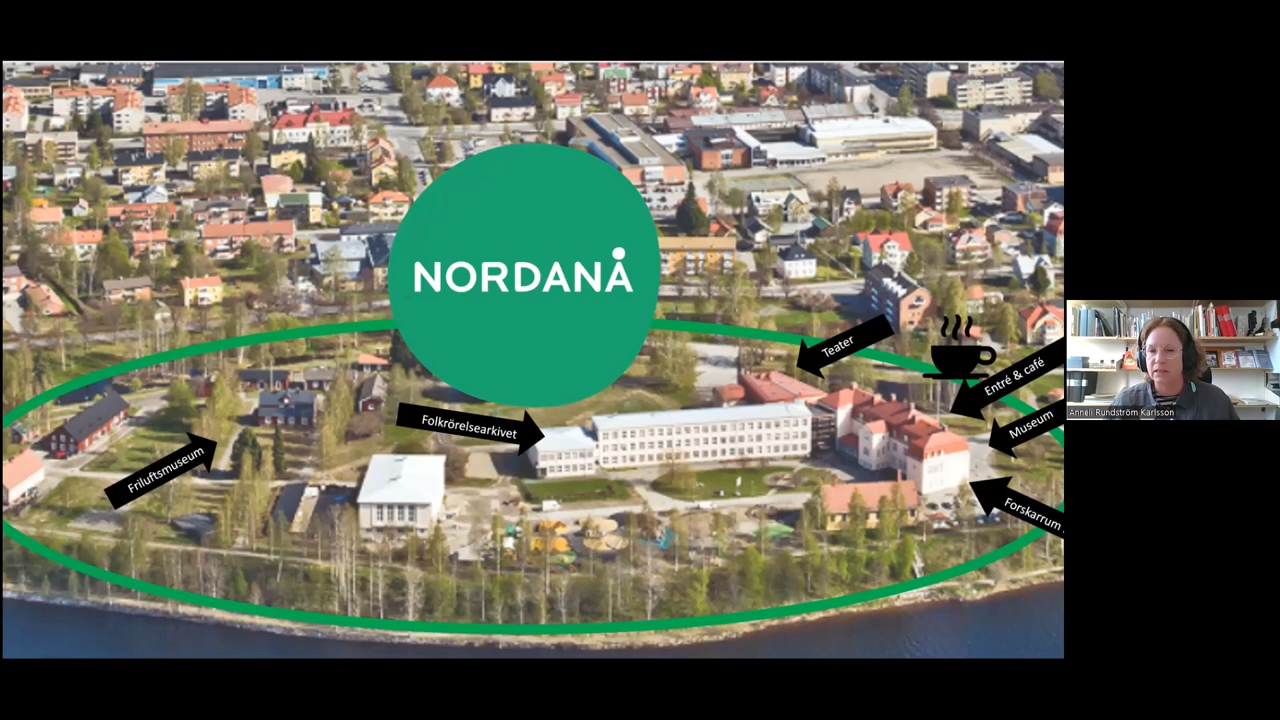 NORDANÅ
Teater
Entré & café
Museum
Folkrörelsearkivet
Friluftsmuseum
Forskarrum
Anneli Rundström Karlsson